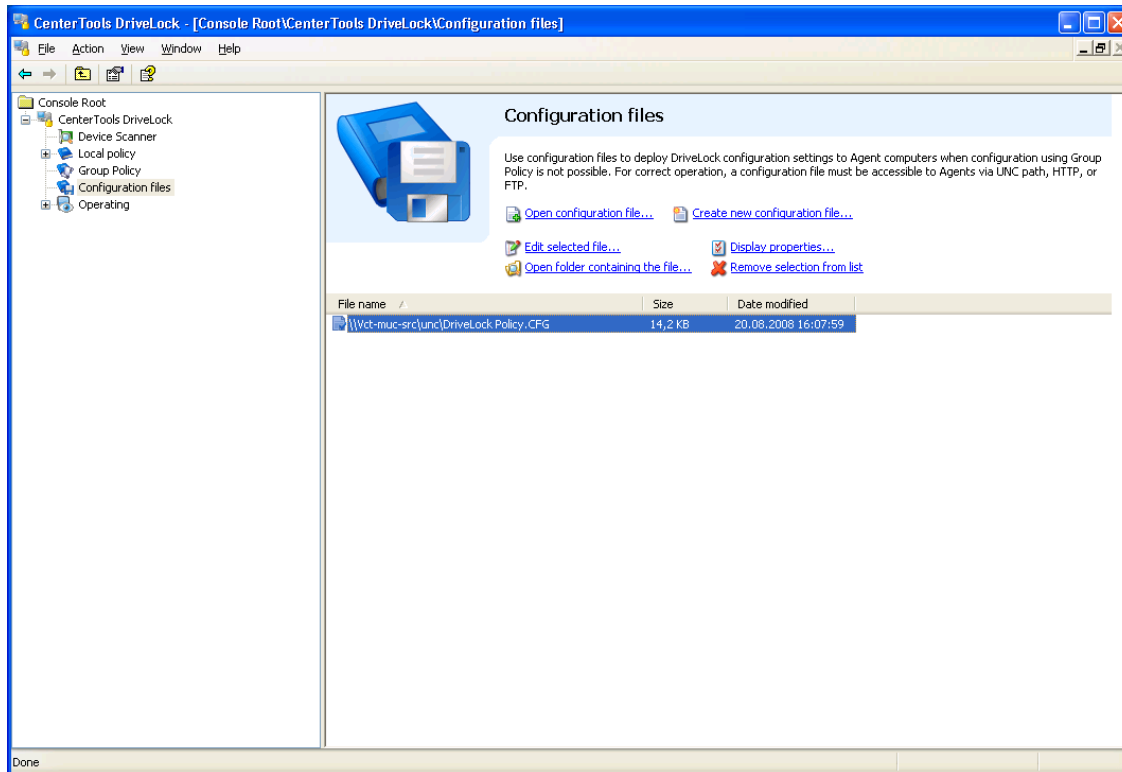 CenterTools DriveLock - [Console Root\CenterTools DriveLock\Configuration files]
File Action View Window Help
Console Root
CenterTools DriveLock
Device Scanner
Local policy
Group Policy
Configuration files
Operating
Configuration files
Use configuration files to deploy DriveLock configuration settings to Agent computers when configuration using Group
Policy is not possible. For correct operation, a configuration file must be accessible to Agents via UNC path, HTTP, or
FTP.
Open configuration file... Create new configuration file...
Edit selected file... Display properties...
Open folder containing the file... Remove selection from list
File name Size Date modified
\\Vct-muc-src\unc\DriveLock Policy.CFG 14,2 KB 20.08.2008 16:07:59
Done